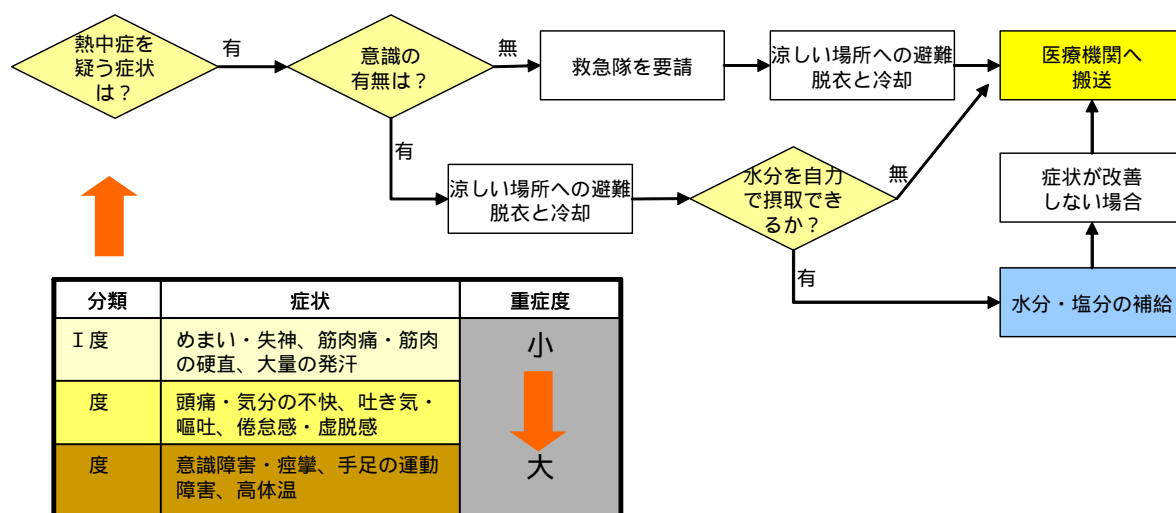 熱中症を
疑う症状
は？
有
意識の
有無は？
無
救急隊を要請
涼しい場所への避難
脱衣と冷却
医療機関へ
搬送
有
涼しい場所への避難
脱衣と冷却
水分を自力
で摂取でき
るか？
無
症状が改善
しない場合
有
水分・塩分の補給
分類 症状 重症度
Ⅰ度 めまい・失神、筋肉痛・筋肉
の硬直、大量の発汗
小
度 頭痛・気分の不快、吐き気・
嘔吐、倦怠感・虚脱感
度 意識障害・痙攣、手足の運動
障害、高体温
大